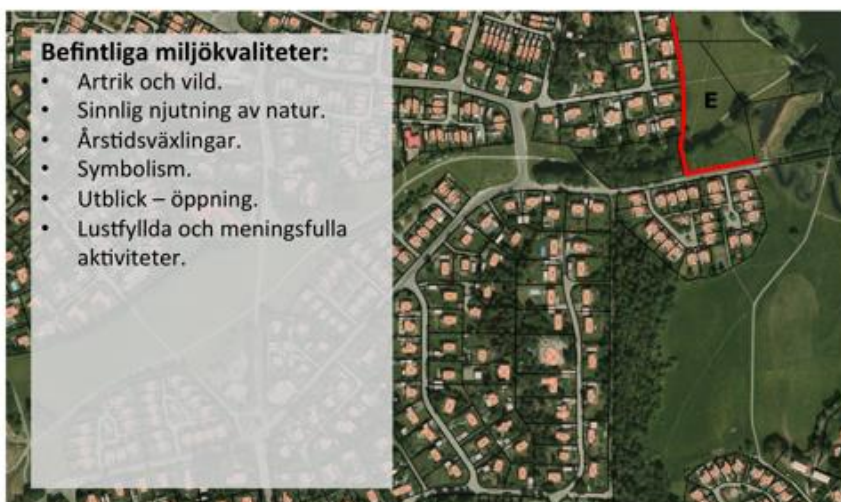 Befintliga miljökvaliteter:
• Artrik och vild.
• Sinnlig njutning av natur.
• Årstidsväxlingar.
• Symbolism.
• Utblick – öppning.
• Lustfyllda och meningsfulla
aktiviteter.
E